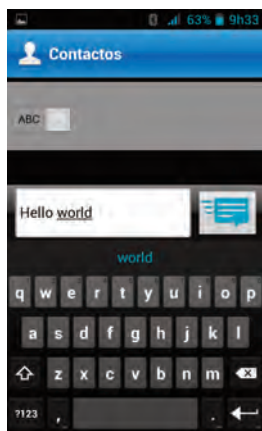 63% 9h33
Contactos
ABC
Hello world
world
q w e r t y u i o p
a s d f g h j k l
z x c v b n m
?123 , .